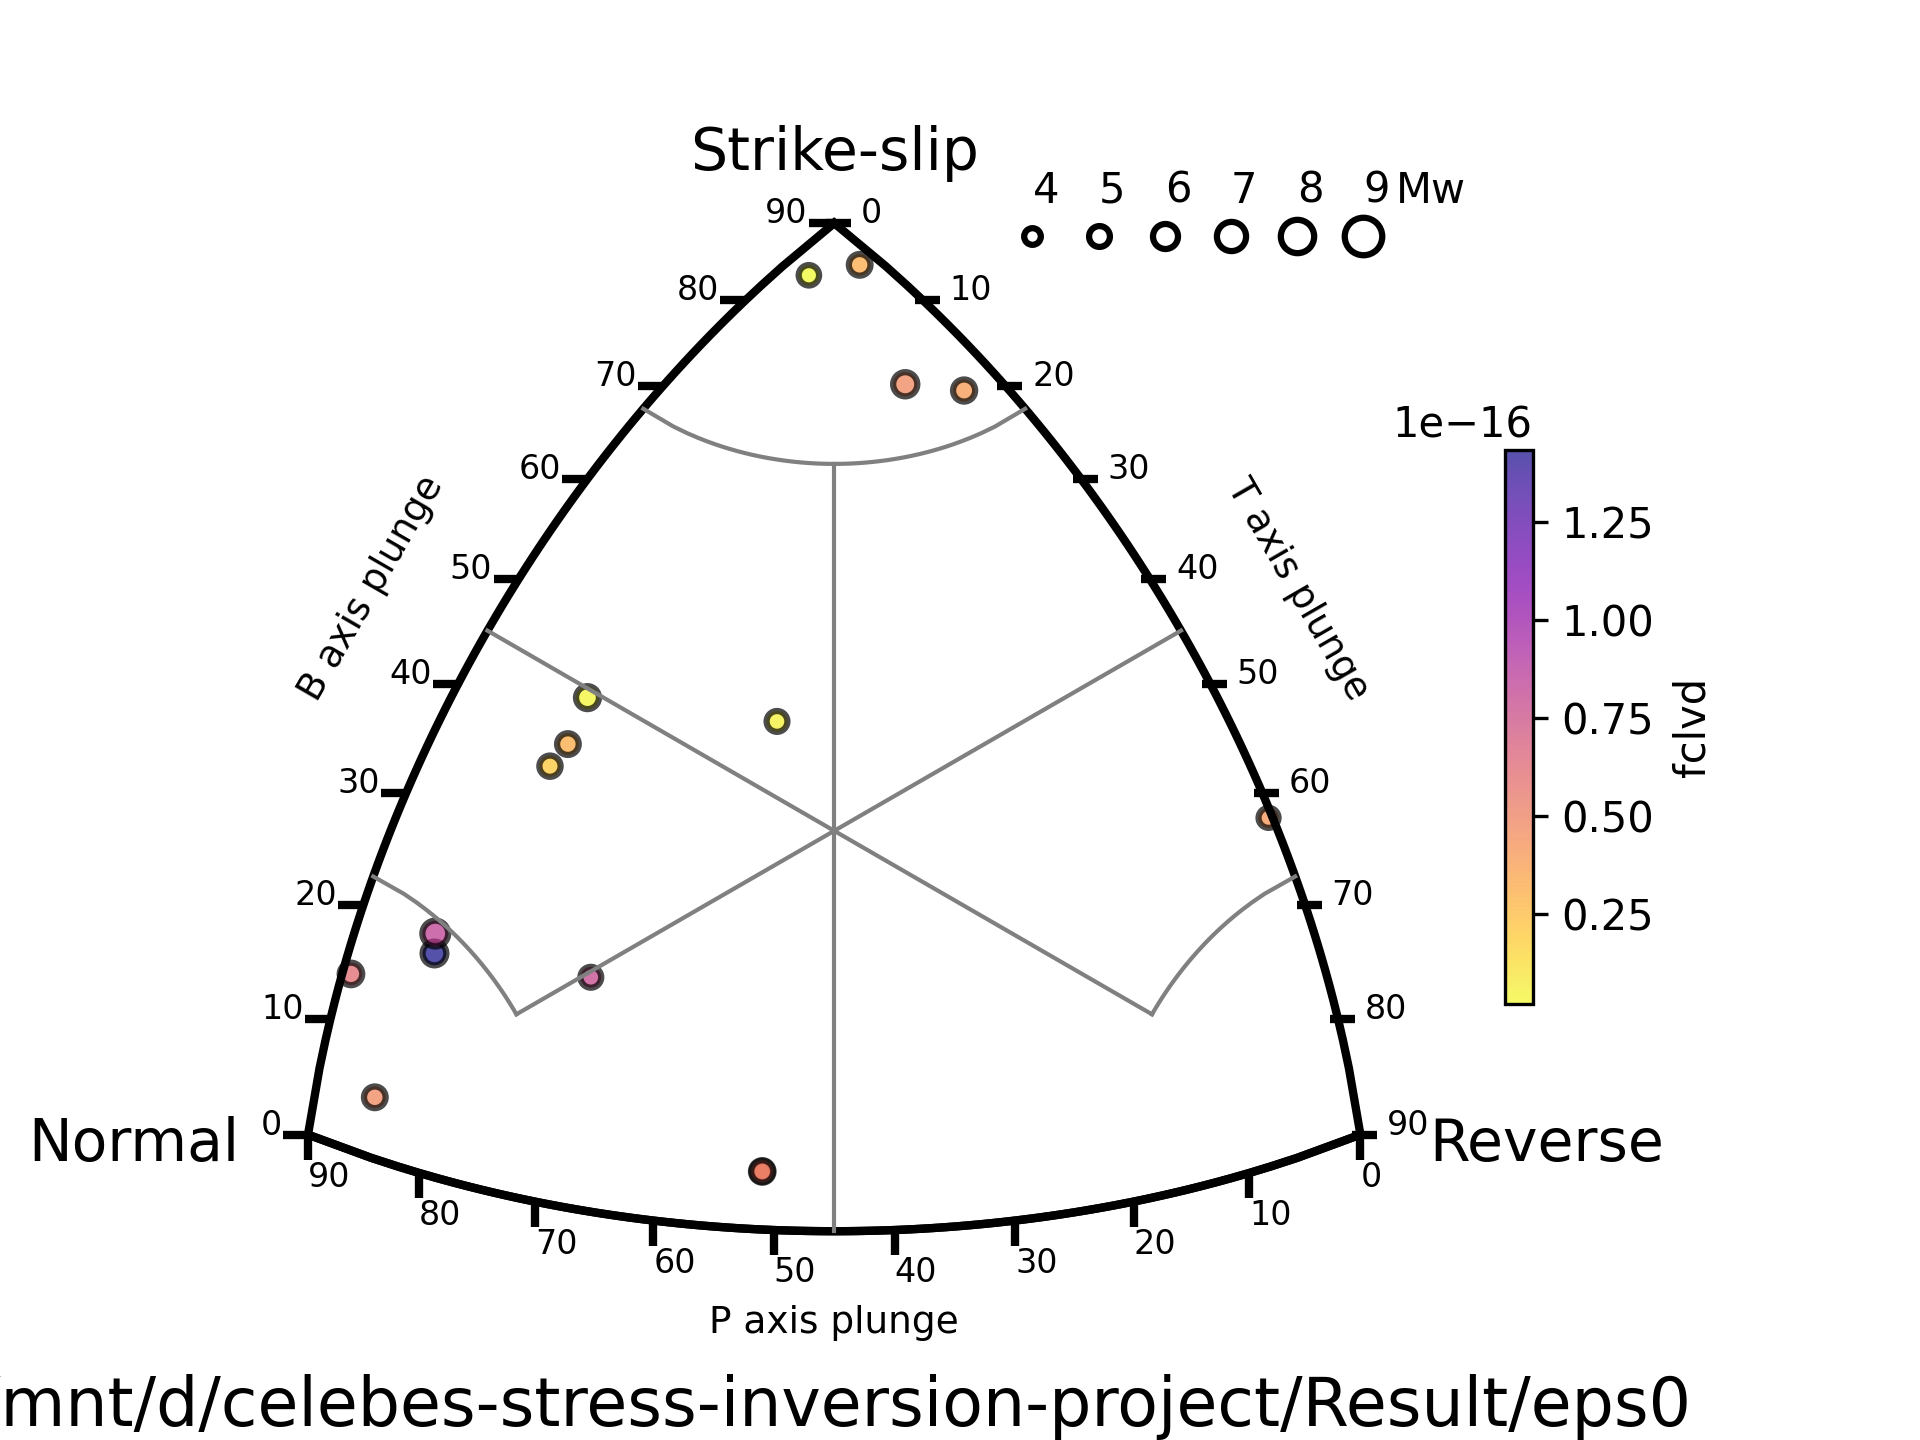 Strike-slip
4 5 6 7 8 9 Mw
90 0
80 10
70 20
60 30
50 40
40 50
30 60
20 70
10 80
0 90
B axis plunge
T axis plunge
1e−16
1.25
1.00
0.75
0.50
0.25
fclvd
Normal
Reverse
90 80 70 60 50 40 30 20 10 0
P axis plunge
mnt/d/celebes-stress-inversion-project/Result/eps0